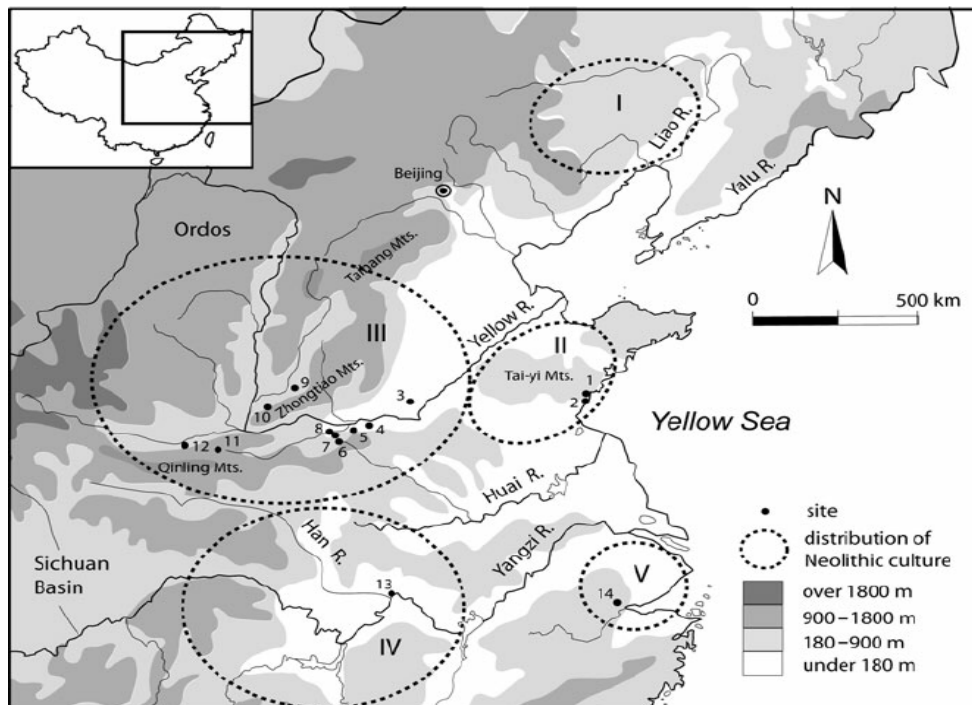 I
Liao R.
Yalu R.
Beijing
N
Ordos
Taihang Mts.
0 500 km
Yellow R.
III
II
Tai-yi Mts.
1
2
9
3
Zhongtiao Mts.
10
Yellow Sea
8
4
5
7
6
12
11
Qinling Mts.
Huai R.
Han R.
Yangzi R.
Sichuan
Basin
13
V
14
IV
site
distribution of
Neolithic culture
over 1800 m
900–1800 m
180–900 m
under 180 m